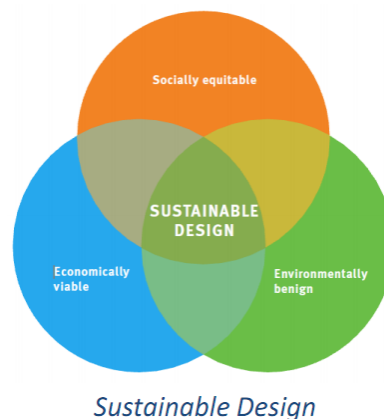 Socially equitable
SUSTAINABLE
DESIGN
Economically
viable
Environmentally
benign
Sustainable Design